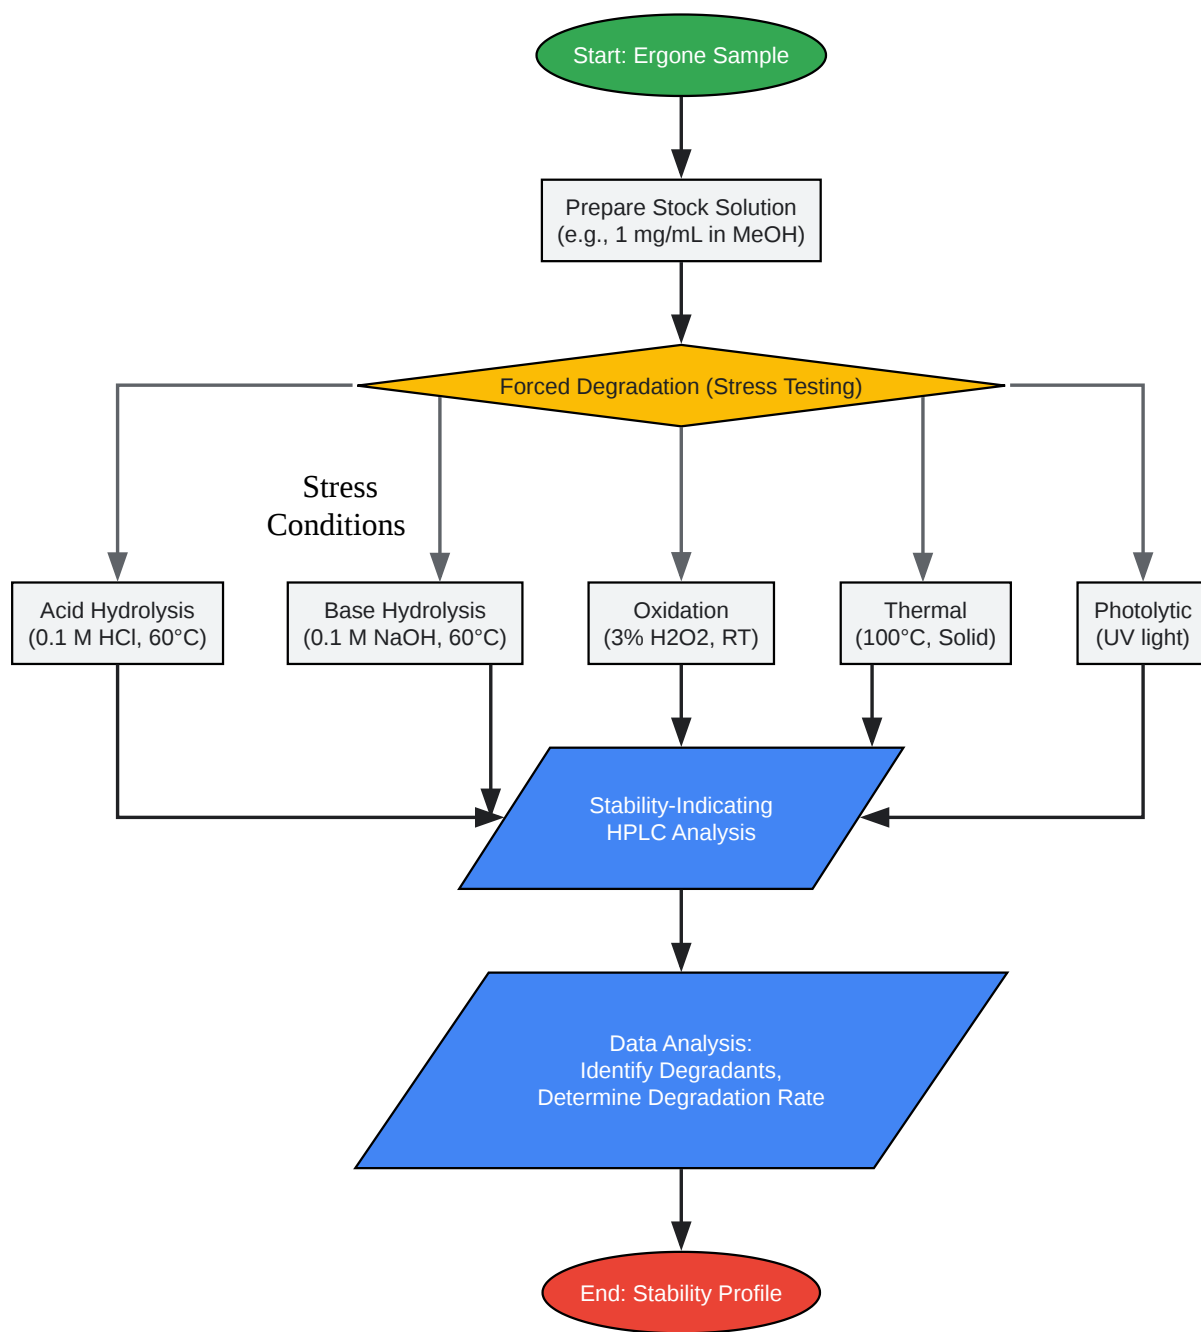 Start: Ergone Sample
Prepare Stock Solution
(e.g., 1 mg/mL in MeOH)
Forced Degradation (Stress Testing)
Stress
Conditions
Acid Hydrolysis
(0.1 M HCl, 60°C)
Base Hydrolysis
(0.1 M NaOH, 60°C)
Oxidation
(3% H2O2, RT)
Thermal
(100°C, Solid)
Photolytic
(UV light)
Stability-Indicating
HPLC Analysis
Data Analysis:
Identify Degradants,
Determine Degradation Rate
End: Stability Profile